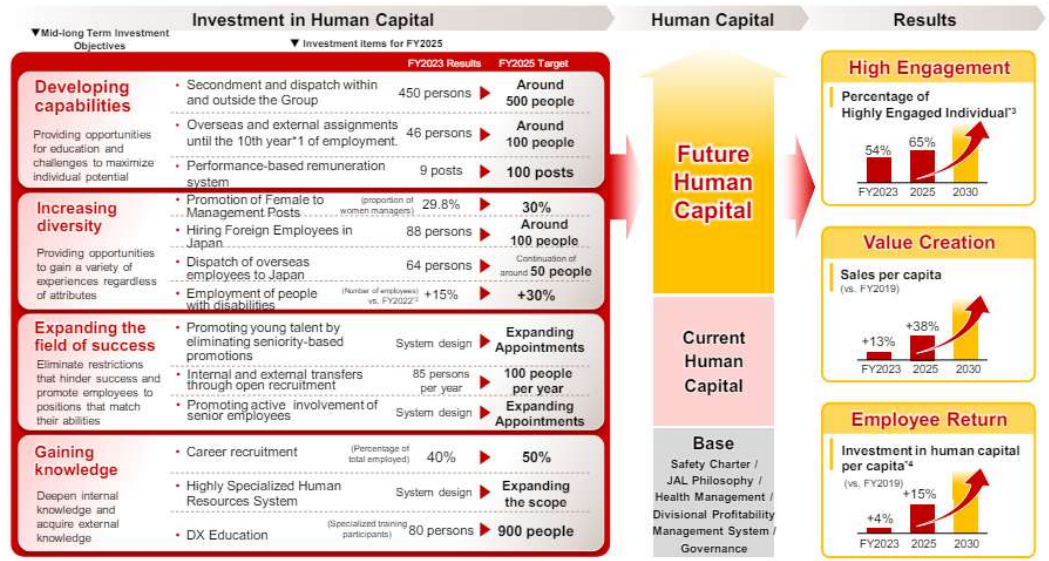 Investment in Human Capital
Human Capital
Results
▼Mid-long Term Investment
Objectives
▼ Investment items for FY2025
FY2023 Results
FY2025 Target
Developing
capabilities
Providing opportunities
for education and
challenges to maximize
individual potential
• Secondment and dispatch within
and outside the Group
450 persons
Around
500 people
• Overseas and external assignments
until the 10th year*1 of employment.
46 persons
Around
100 people
• Performance-based remuneration
system
9 posts
100 posts
Increasing
diversity
Providing opportunities
to gain a variety of
experiences regardless
of attributes
• Promotion of Female to
Management Posts
(proportion of
women managers)
29.8%
30%
• Hiring Foreign Employees in
Japan
88 persons
Around
100 people
• Dispatch of overseas
employees to Japan
64 persons
Continuation of
around 50 people
• Employment of people
with disabilities
(Number of employees)
vs. FY2022*2
+15%
+30%
Expanding the
field of success
Eliminate restrictions
that hinder success and
promote employees to
positions that match
their abilities
• Promoting young talent by
eliminating seniority-based
promotions
System design
Expanding
Appointments
• Internal and external transfers
through open recruitment
85 persons
per year
100 people
per year
• Promoting active involvement of
senior employees
System design
Expanding
Appointments
Gaining
knowledge
Deepen internal
knowledge and
acquire external
knowledge
• Career recruitment
(Percentage of
total employed)
40%
50%
• Highly Specialized Human
Resources System
System design
Expanding
the scope
• DX Education
(Specialized training
participants)
80 persons
900 people
Future
Human
Capital
Current
Human
Capital
Base
Safety Charter /
JAL Philosophy /
Health Management /
Divisional Profitability
Management System /
Governance
High Engagement
Percentage of
Highly Engaged Individual*3
54%
65%
FY2023
2025
2030
Value Creation
Sales per capita
(vs. FY2019)
+13%
+38%
FY2023
2025
2030
Employee Return
Investment in human capital
per capita*4
(vs. FY2019)
+4%
+15%
FY2023
2025
2030